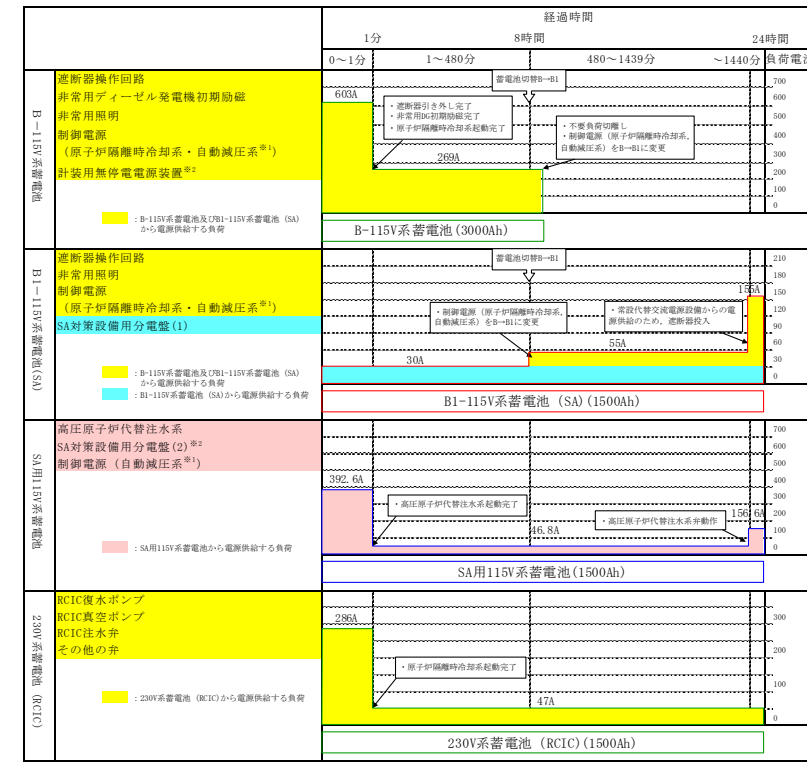 経過時間
1分
8時間
24時間
0～1分
1～480分
480～1439分
～1440分
負荷電流
B－115V系蓄電池
遮断器操作回路
非常用ディーゼル発電機初期励磁
非常用照明
制御電源
（原子炉隔離時冷却系・自動減圧系※1）
計装用無停電電源装置※2
：B-115V系蓄電池及びB1-115V系蓄電池（SA）
から電源供給する負荷
603A
蓄電池切替B→B1
・遮断器引き外し完了
・非常用DG初期励磁完了
・原子炉隔離時冷却系起動完了
・不要負荷切離し
・制御電源（原子炉隔離時冷却系，
自動減圧系）をB→B1に変更
269A
700
600
500
400
300
200
100
0
B-115V系蓄電池(3000Ah)
B1－115V系蓄電池(SA)
遮断器操作回路
非常用照明
制御電源
（原子炉隔離時冷却系・自動減圧系※1）
SA対策設備用分電盤(1)
：B-115V系蓄電池及びB1-115V系蓄電池（SA）
から電源供給する負荷
：B1-115V系蓄電池（SA)から電源供給する負荷
蓄電池切替B→B1
・制御電源（原子炉隔離時冷却系，
自動減圧系）をB→B1に変更
・常設代替交流電源設備からの電
源供給のため，遮断器投入
30A
55A
155A
210
180
150
120
90
60
30
0
B1-115V系蓄電池（SA)(1500Ah)
SA用115V系蓄電池
高圧原子炉代替注水系
SA対策設備用分電盤(2)※2
制御電源（自動減圧系※1）
：SA用115V系蓄電池から電源供給する負荷
392.6A
・高圧原子炉代替注水系起動完了
46.8A
・高圧原子炉代替注水系弁動作
156.6A
700
600
500
400
300
200
100
0
SA用115V系蓄電池(1500Ah)
230V系蓄電池（RCIC）
RCIC復水ポンプ
RCIC真空ポンプ
RCIC注水弁
その他の弁
：230V系蓄電池（RCIC)から電源供給する負荷
286A
・原子炉隔離時冷却系起動完了
47A
300
200
100
0
230V系蓄電池（RCIC)(1500Ah)